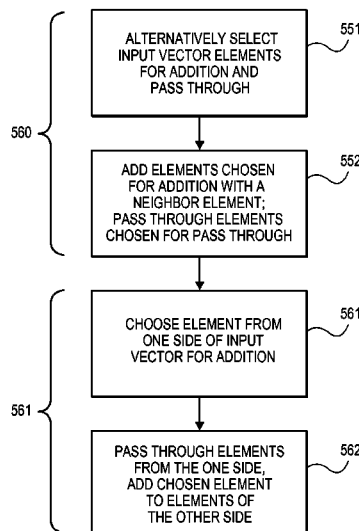 ALTERNATIVELY SELECT
INPUT VECTOR ELEMENTS
FOR ADDITION AND
PASS THROUGH
551
560
ADD ELEMENTS CHOSEN
FOR ADDITION WITH A
NEIGHBOR ELEMENT;
PASS THROUGH ELEMENTS
CHOSEN FOR PASS THROUGH
552
CHOOSE ELEMENT FROM
ONE SIDE OF INPUT
VECTOR FOR ADDITION
561
561
PASS THROUGH ELEMENTS
FROM THE ONE SIDE,
ADD CHOSEN ELEMENT
TO ELEMENTS OF
THE OTHER SIDE
562